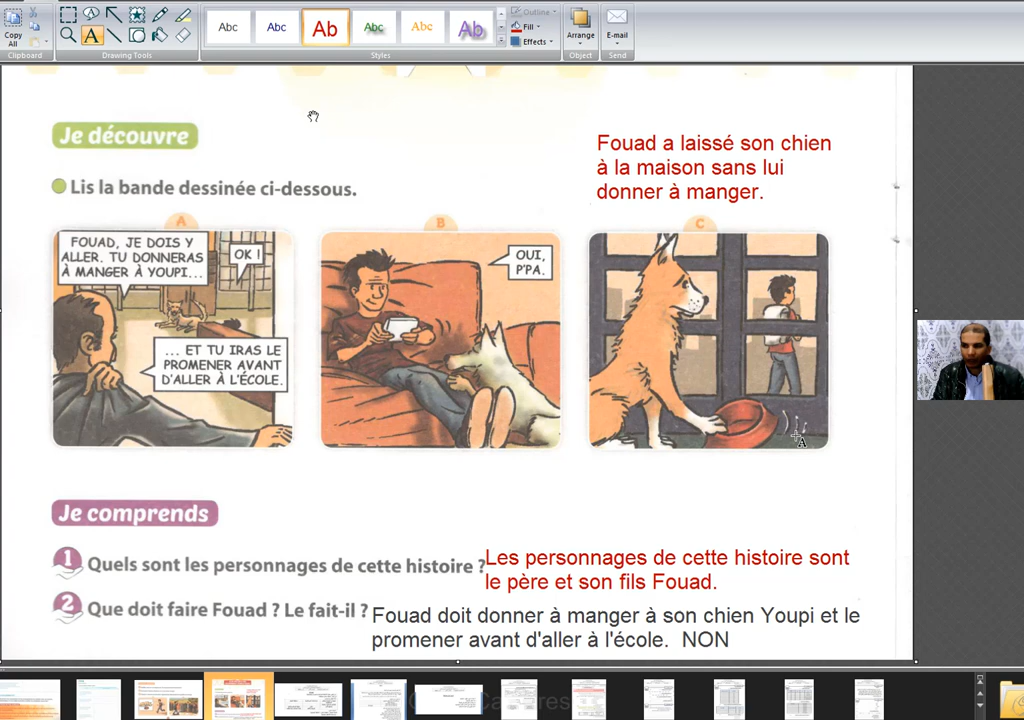 Copy
All
Clipboard
Drawing Tools
Abc Abc Ab Abc Abc Ab
Styles
Outline
Fill
Effects
Arrange
Object
E-mail
Send
Je découvre
Lis la bande dessinée ci-dessous.
Fouad a laissé son chien
à la maison sans lui
donner à manger.
A
FOUAD, JE DOIS Y
ALLER. TU DONNERAS
À MANGER À YOUPI...
OK !
... ET TU IRAS LE
PROMENER AVANT
D'ALLER À L'ÉCOLE.
B
OUI,
P'PA.
C
Je comprends
1 Quels sont les personnages de cette histoire ?
Les personnages de cette histoire sont
le père et son fils Fouad.
2 Que doit faire Fouad ? Le fait-il ?
Fouad doit donner à manger à son chien Youpi et le
promener avant d'aller à l'école. NON